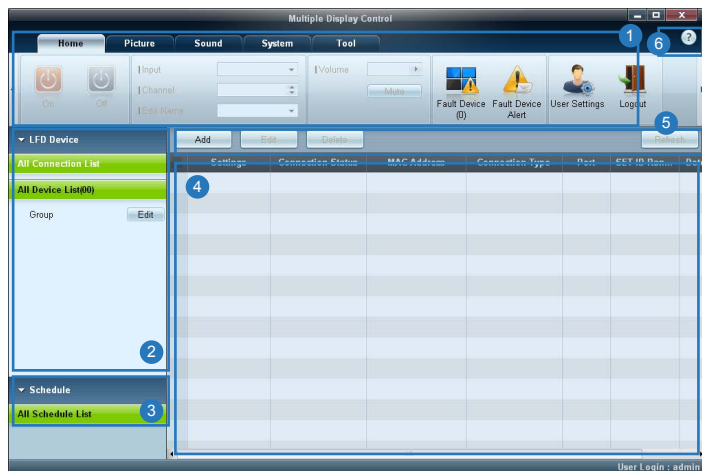 Multiple Display Control
Home Picture Sound System Tool
1
6
?
Input
Channel
Edit Name
Volume
Mute
On Off
Fault Device (0)
Fault Device Alert
User Settings
Logout
5
LFD Device
Add Edit Delete Refresh
All Connection List
Settings Connection Status MAC Address Connection Type Port SET ID Ran...
All Device List(00)
4
Group Edit
2
Schedule
All Schedule List
3
User Login : admin